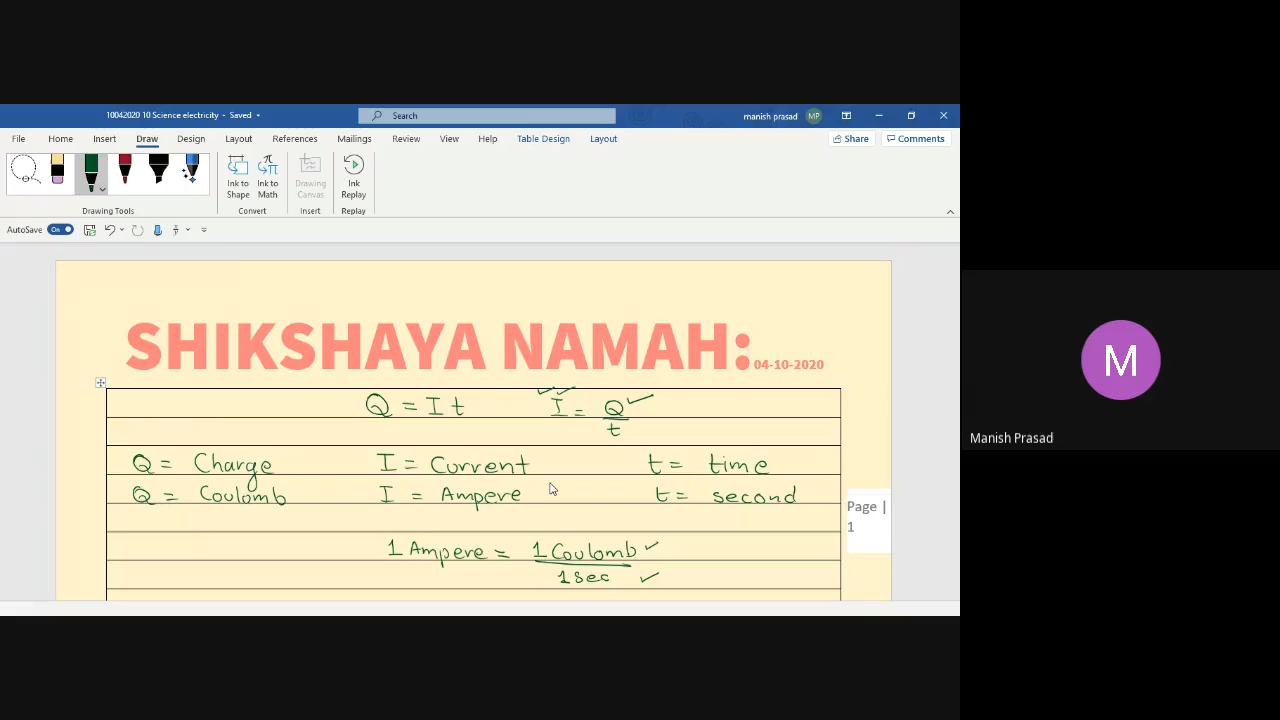 10042020 10 Science electricity - Saved
Search
manish prasad MP
File Home Insert Draw Design Layout References Mailings Review View Help Table Design Layout Share Comments
Ink to Shape Ink to Math Drawing Canvas Ink Replay
Drawing Tools Convert Insert Replay
AutoSave On
SHIKSHAYA NAMAH: 04-10-2020
Q = I t I = Q/t
Q = Charge I = Current t = time
Q = Coulomb I = Ampere t = second
Page | 1
1 Ampere = 1 Coulomb
1 Sec
M
Manish Prasad